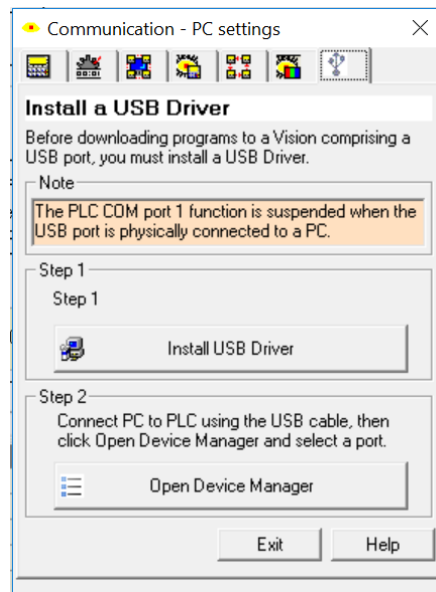 Communication - PC settings
Install a USB Driver
Before downloading programs to a Vision comprising a
USB port, you must install a USB Driver.
Note
The PLC COM port 1 function is suspended when the
USB port is physically connected to a PC.
Step 1
Step 1
Install USB Driver
Step 2
Connect PC to PLC using the USB cable, then
click Open Device Manager and select a port.
Open Device Manager
Exit
Help